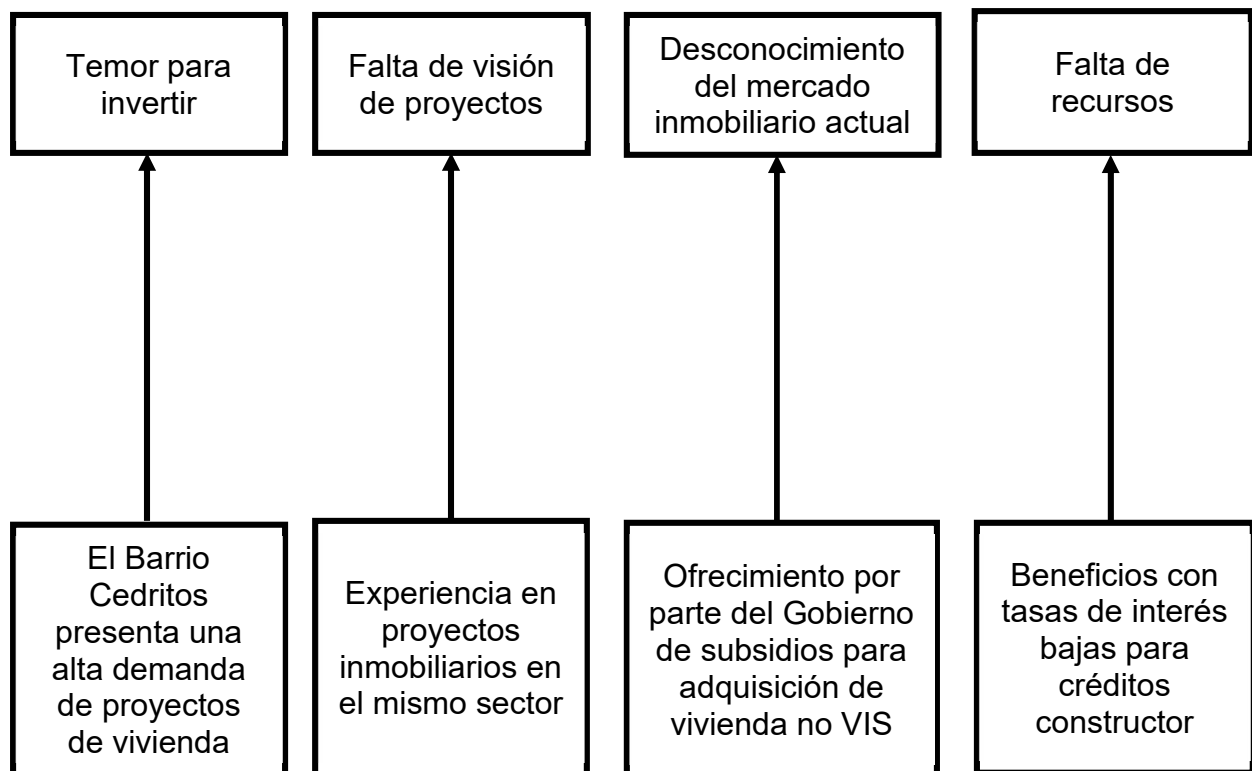 Temor para
invertir
Falta de visión
de proyectos
Desconocimiento
del mercado
inmobiliario actual
Falta de
recursos
El Barrio
Cedritos
presenta una
alta demanda
de proyectos
de vivienda
Experiencia en
proyectos
inmobiliarios en
el mismo sector
Ofrecimiento por
parte del Gobierno
de subsidios para
adquisición de
vivienda no VIS
Beneficios con
tasas de interés
bajas para
créditos
constructor